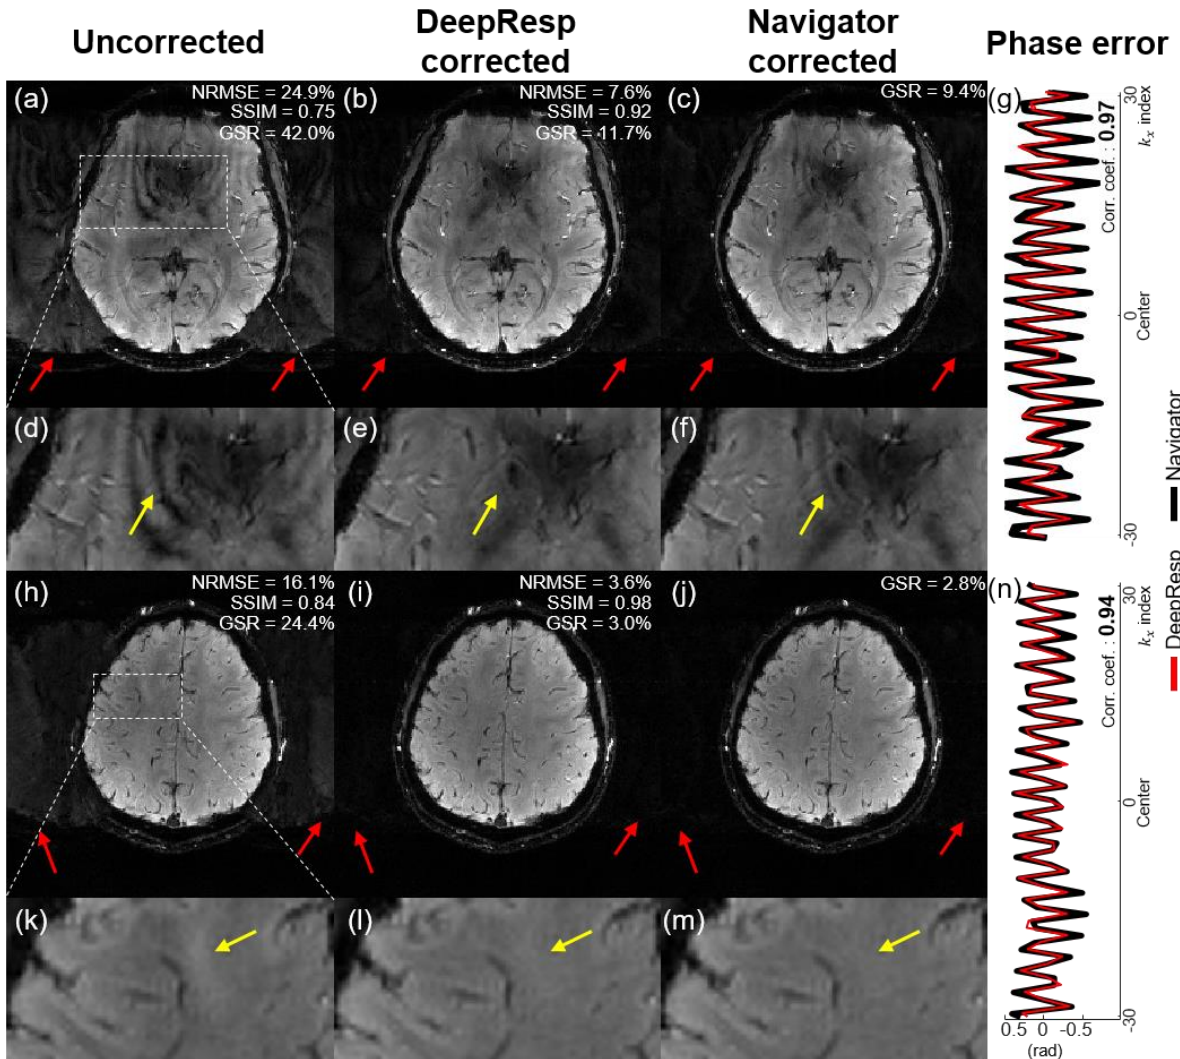 Uncorrected
DeepResp
corrected
Navigator
corrected
Phase error
(a)
NRMSE = 24.9%
SSIM = 0.75
GSR = 42.0%
(b)
NRMSE = 7.6%
SSIM = 0.92
GSR = 11.7%
(c)
GSR = 9.4%
(g)
Corr. coef. : 0.97
30
kx index
0
Center
-30
(d)
(e)
(f)
(h)
NRMSE = 16.1%
SSIM = 0.84
GSR = 24.4%
(i)
NRMSE = 3.6%
SSIM = 0.98
GSR = 3.0%
(j)
GSR = 2.8%
(n)
Corr. coef. : 0.94
30
kx index
0
Center
-30
0.5 0 -0.5
(rad)
(k)
(l)
(m)
Navigator
DeepResp